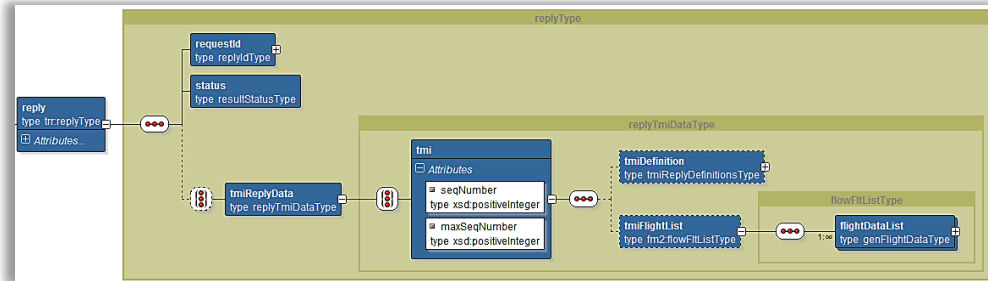 replyType
requestId
type replyIdType
status
type resultStatusType
reply
type trr:replyType
Attributes...
replyTmiDataType
tmi
Attributes
seqNumber
type xsd:positiveInteger
maxSeqNumber
type xsd:positiveInteger
tmiReplyData
type replyTmiDataType
tmiDefinition
type tmiReplyDefinitionsType
flowFltListType
tmiFlightList
type fm2:flowFltListType
1:∞
flightDataList
type genFlightDataType